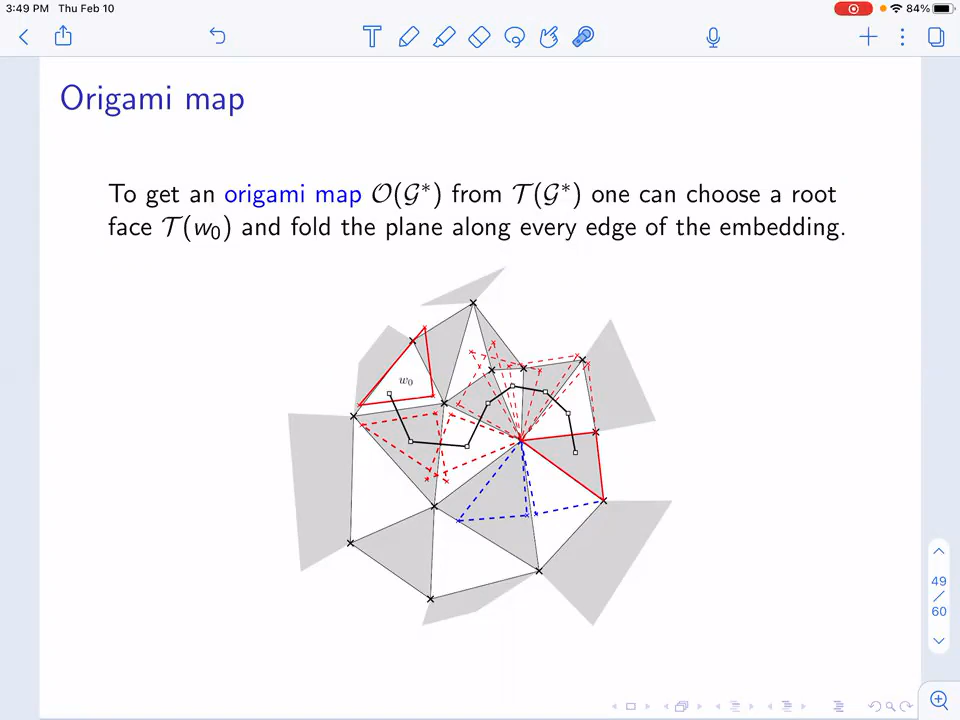 3:49 PM Thu Feb 10
84%
Origami map
To get an origami map 𝒪(𝒢*) from 𝒯(𝒢*) one can choose a root
face 𝒯(w₀) and fold the plane along every edge of the embedding.
w₀
49
/
60